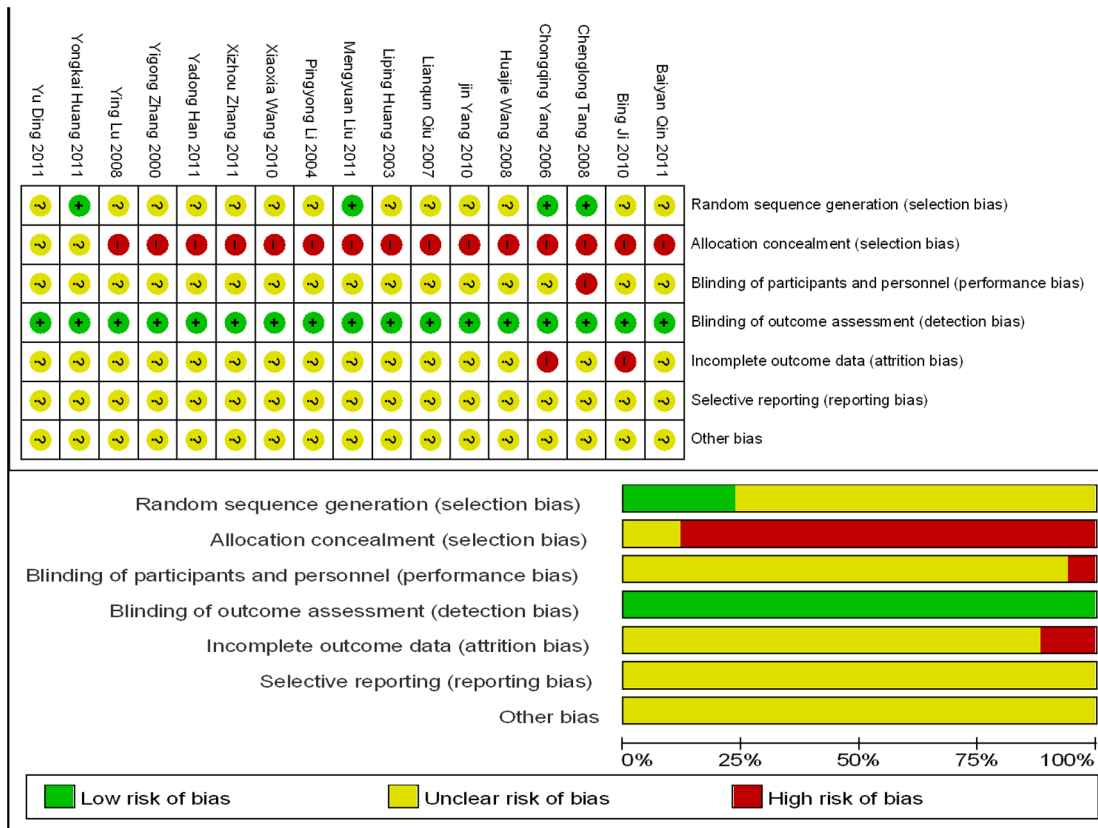 Yu Ding 2011
Yongkai Huang 2011
Ying Lu 2008
Yigong Zhang 2000
Yadong Han 2011
Xizhou Zhang 2011
Xiaoxia Wang 2010
Pingyong Li 2004
Mengyuan Liu 2011
Liping Huang 2003
Lianqun Qiu 2007
jin Yang 2010
Huajie Wang 2008
Chongqing Yang 2006
Chenglong Tang 2008
Bing Ji 2010
Baiyan Qin 2011
? + ? ? ? ? ? ? + ? ? ? ? + + ? ? Random sequence generation (selection bias)
? ? – – – – – – – – – – – – – – – Allocation concealment (selection bias)
? ? ? ? ? ? ? ? ? ? ? ? ? ? – ? ? Blinding of participants and personnel (performance bias)
+ + + + + + + + + + + + + + + + + Blinding of outcome assessment (detection bias)
? ? ? ? ? ? ? ? ? ? ? ? ? – ? – ? Incomplete outcome data (attrition bias)
? ? ? ? ? ? ? ? ? ? ? ? ? ? ? ? ? Selective reporting (reporting bias)
? ? ? ? ? ? ? ? ? ? ? ? ? ? ? ? ? Other bias
Random sequence generation (selection bias)
Allocation concealment (selection bias)
Blinding of participants and personnel (performance bias)
Blinding of outcome assessment (detection bias)
Incomplete outcome data (attrition bias)
Selective reporting (reporting bias)
Other bias
0% 25% 50% 75% 100%
Low risk of bias Unclear risk of bias High risk of bias